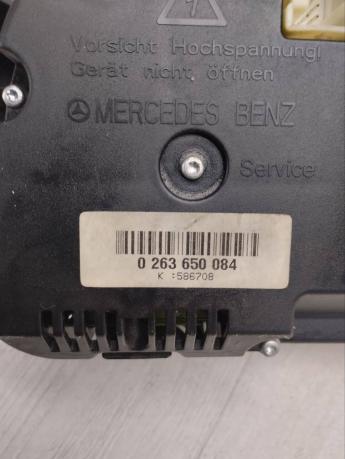 Vorsicht Hochspannung!
Gerät nicht öffnen
MERCEDES BENZ
Service
0 263 650 084
K :586708